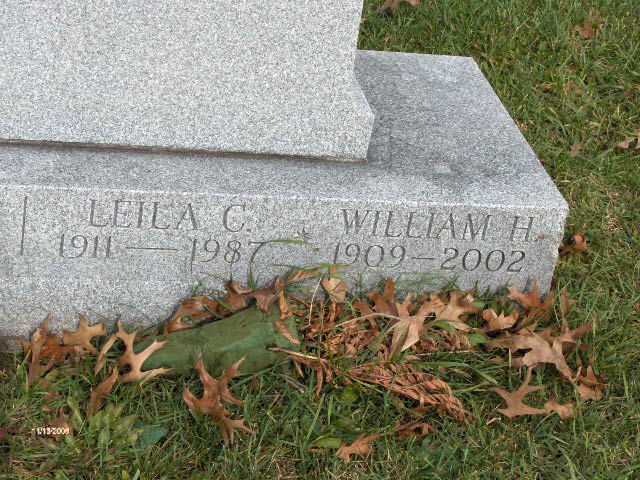 LEILA C.
1911 — 1987
WILLIAM H.
1909 — 2002